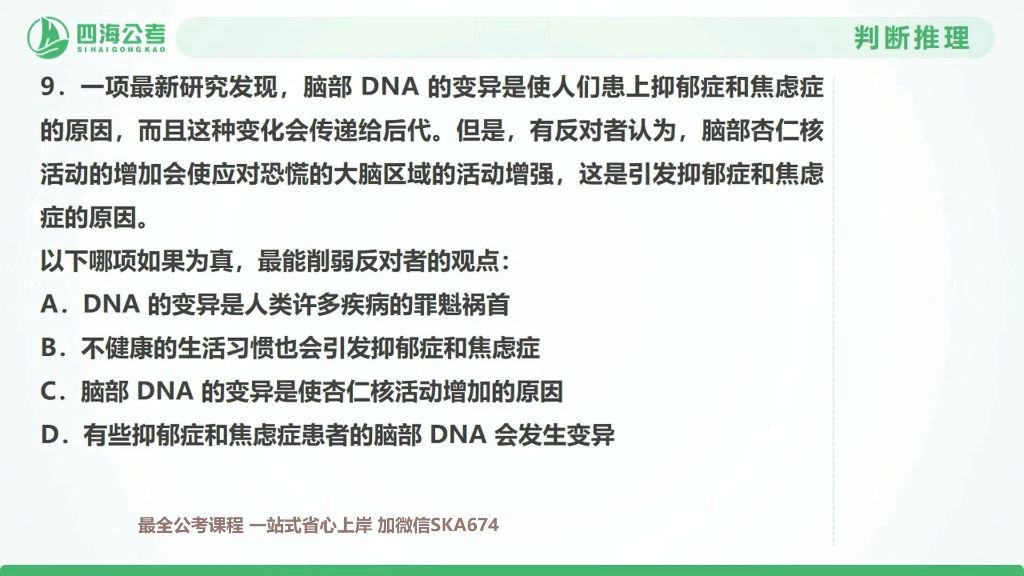 四海公考
SIHAIGONGKAO
判断推理
9．一项最新研究发现，脑部 DNA 的变异是使人们患上抑郁症和焦虑症
的原因，而且这种变化会传递给后代。但是，有反对者认为，脑部杏仁核
活动的增加会使应对恐慌的大脑区域的活动增强，这是引发抑郁症和焦虑
症的原因。
以下哪项如果为真，最能削弱反对者的观点：
A．DNA 的变异是人类许多疾病的罪魁祸首
B．不健康的生活习惯也会引发抑郁症和焦虑症
C．脑部 DNA 的变异是使杏仁核活动增加的原因
D．有些抑郁症和焦虑症患者的脑部 DNA 会发生变异
最全公考课程 一站式省心上岸 加微信SKA674